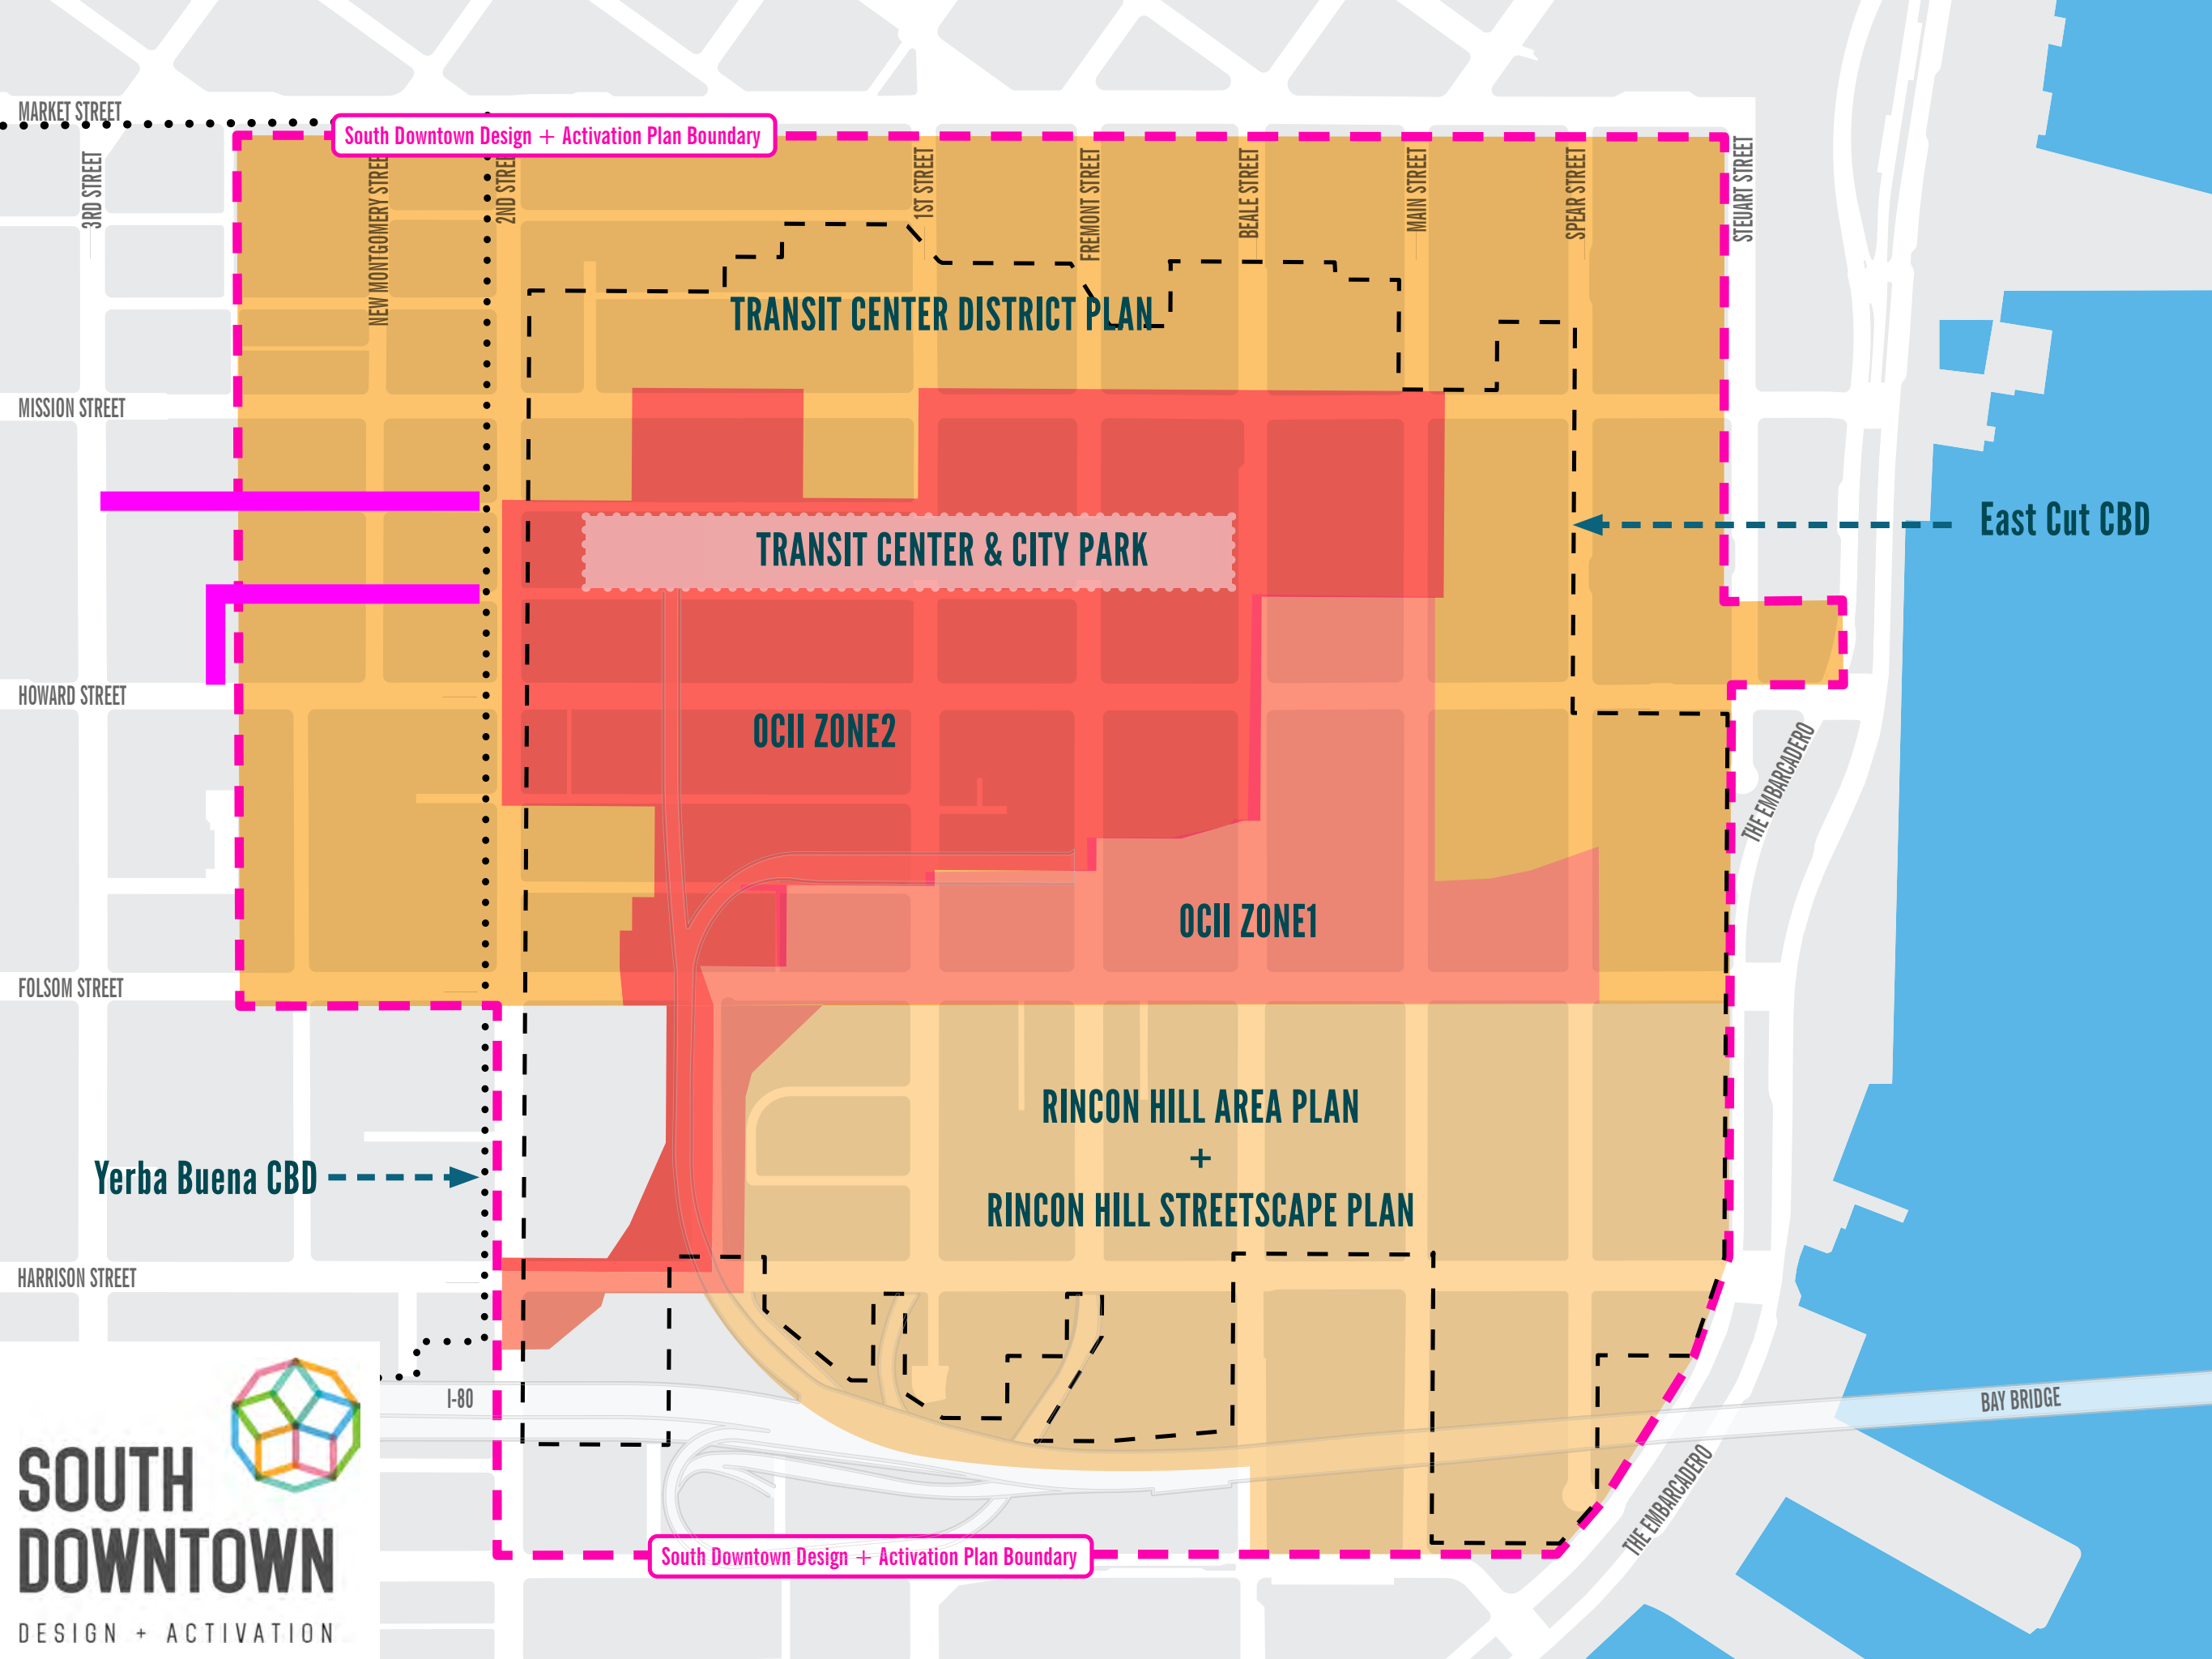 MARKET STREET
South Downtown Design + Activation Plan Boundary
3RD STREET
NEW MONTGOMERY STREE
2ND STREE
1ST STREET
FREMONT STREET
BEALE STREET
MAIN STREET
SPEAR STREET
STEUART STREET
TRANSIT CENTER DISTRICT PLAN
MISSION STREET
East Cut CBD
TRANSIT CENTER & CITY PARK
HOWARD STREET
OCII ZONE2
THE EMBARCADERO
OCII ZONE1
FOLSOM STREET
RINCON HILL AREA PLAN
+
RINCON HILL STREETSCAPE PLAN
Yerba Buena CBD
HARRISON STREET
I-80
BAY BRIDGE
THE EMBARCADERO
South Downtown Design + Activation Plan Boundary
SOUTH
DOWNTOWN
DESIGN + ACTIVATION